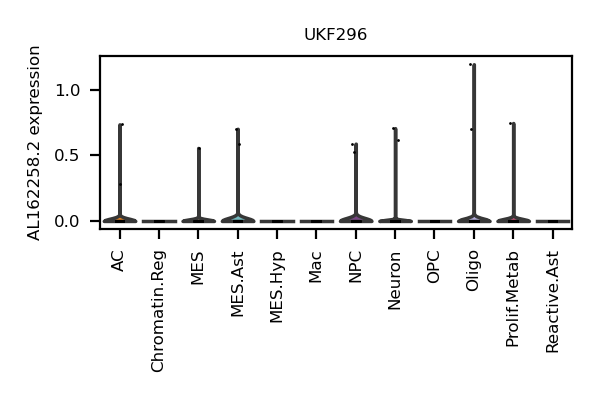 UKF296
AL162258.2 expression
1.0
0.5
0.0
AC
Chromatin.Reg
MES
MES.Ast
MES.Hyp
Mac
NPC
Neuron
OPC
Oligo
Prolif.Metab
Reactive.Ast